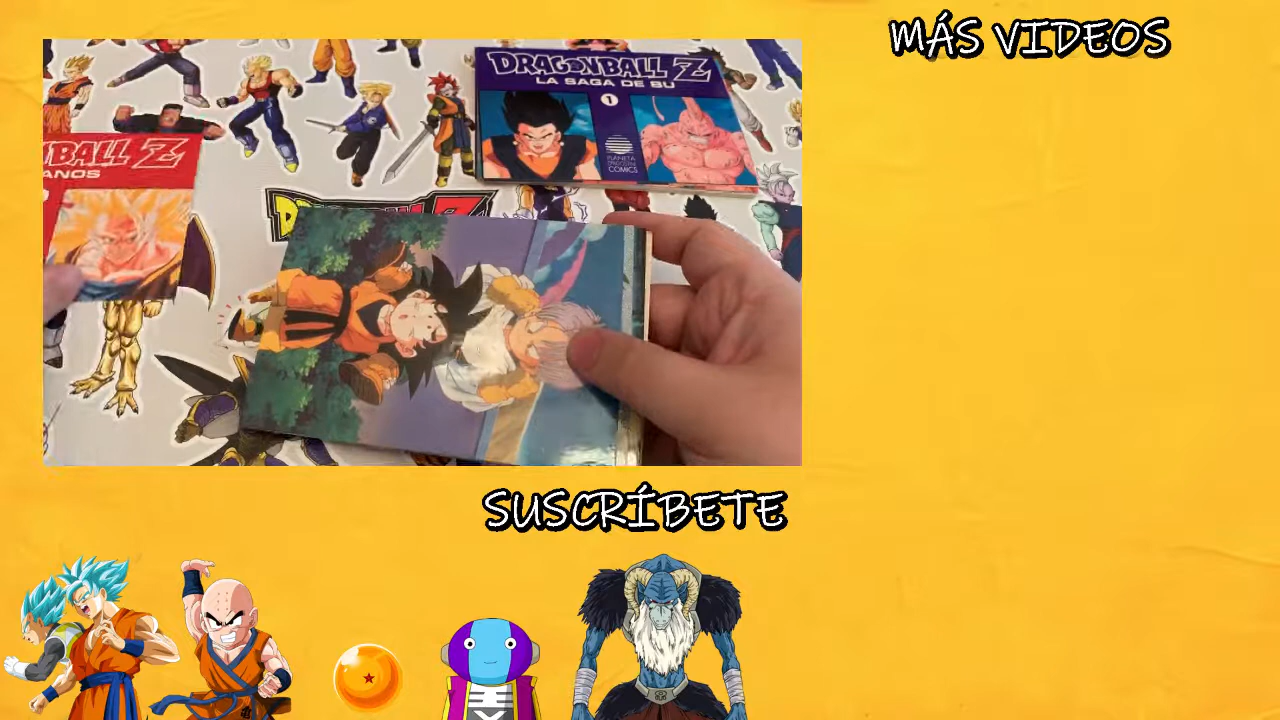 MÁS VIDEOS
DRAGONBALL Z
LA SAGA DE BU
1
PLANETA
DeAGOSTINI
COMICS
BALL Z
ANOS
SUSCRÍBETE